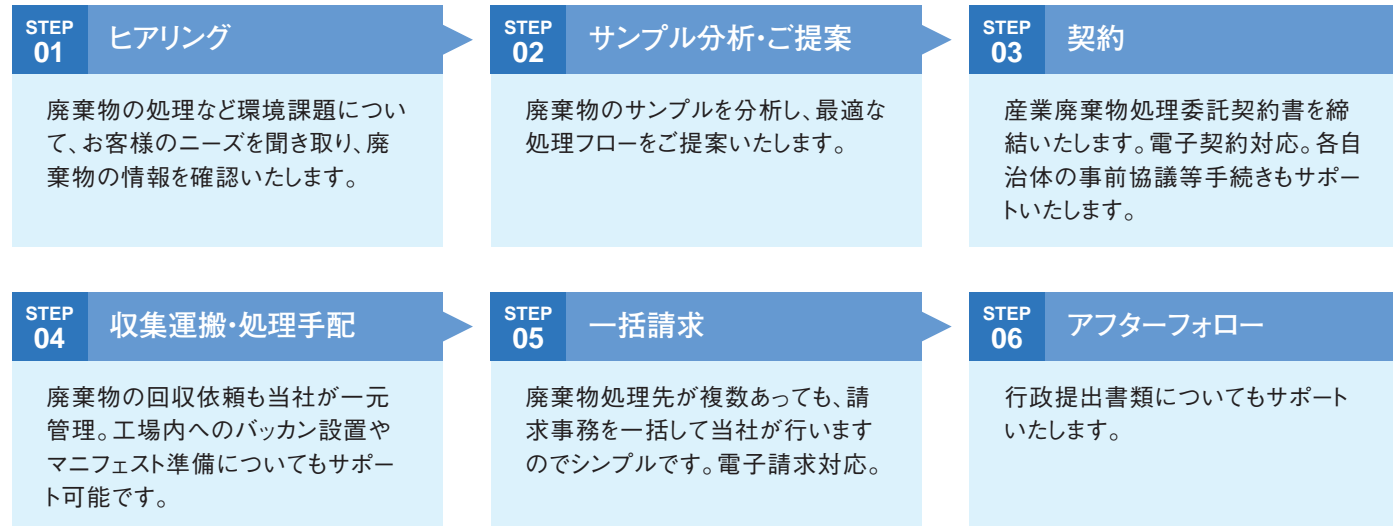 STEP
01
ヒアリング
廃棄物の処理など環境課題につい
て、お客様のニーズを聞き取り、廃
棄物の情報を確認いたします。
STEP
02
サンプル分析・ご提案
廃棄物のサンプルを分析し、最適な
処理フローをご提案いたします。
STEP
03
契約
産業廃棄物処理委託契約書を締
結いたします。電子契約対応。各自
治体の事前協議等手続きもサポー
トいたします。
STEP
04
収集運搬・処理手配
廃棄物の回収依頼も当社が一元
管理。工場内へのバッカン設置や
マニフェスト準備についてもサポー
ト可能です。
STEP
05
一括請求
廃棄物処理先が複数あっても、請
求事務を一括して当社が行います
のでシンプルです。電子請求対応。
STEP
06
アフターフォロー
行政提出書類についてもサポート
いたします。